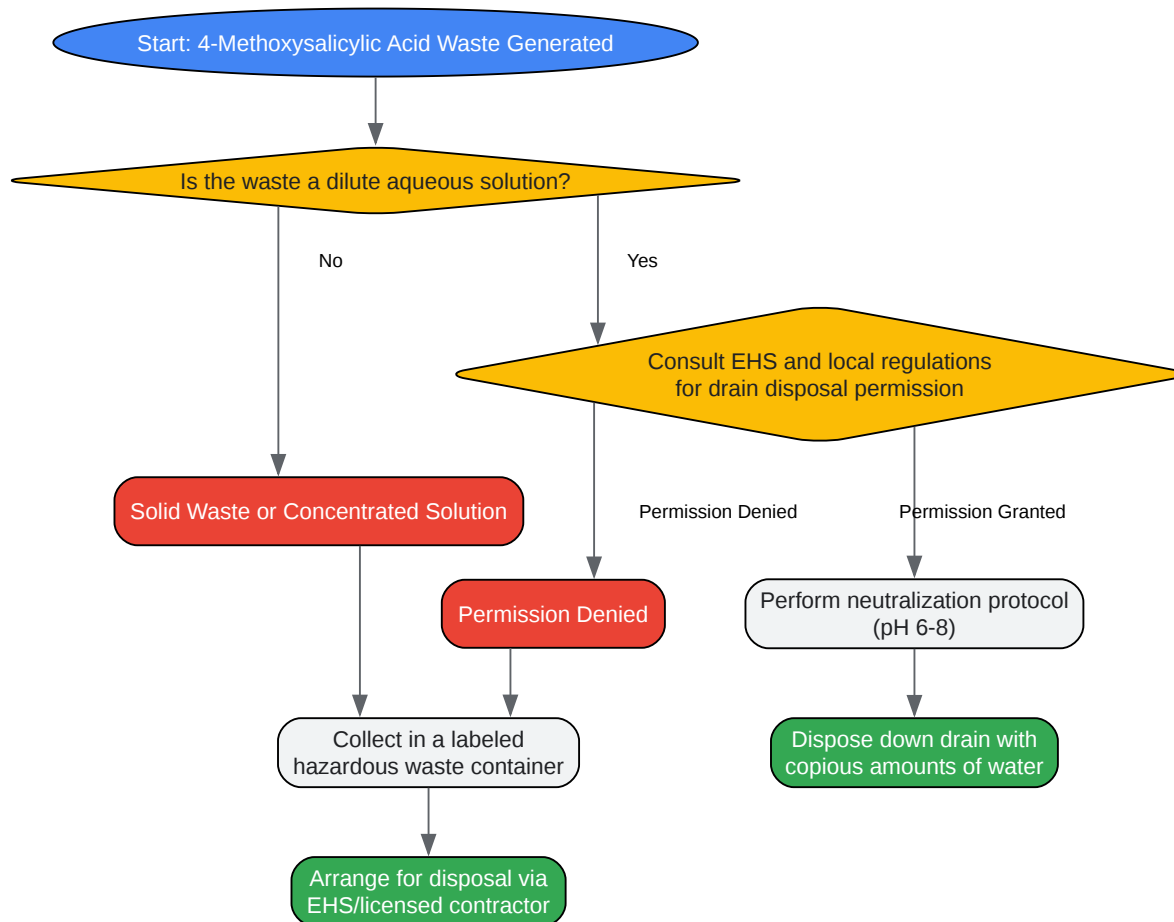 Start: 4-Methoxysalicylic Acid Waste Generated
Is the waste a dilute aqueous solution?
No
Yes
Consult EHS and local regulations
for drain disposal permission
Solid Waste or Concentrated Solution
Permission Denied
Permission Granted
Permission Denied
Perform neutralization protocol
(pH 6-8)
Collect in a labeled
hazardous waste container
Dispose down drain with
copious amounts of water
Arrange for disposal via
EHS/licensed contractor